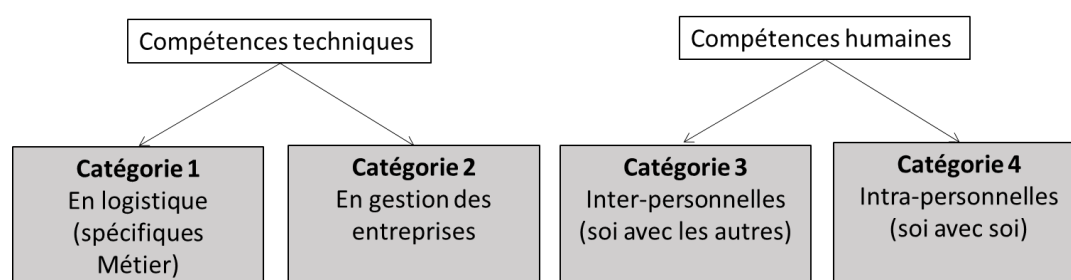 Compétences techniques
Compétences humaines
Catégorie 1
En logistique
(spécifiques
Métier)
Catégorie 2
En gestion des
entreprises
Catégorie 3
Inter-personnelles
(soi avec les autres)
Catégorie 4
Intra-personnelles
(soi avec soi)